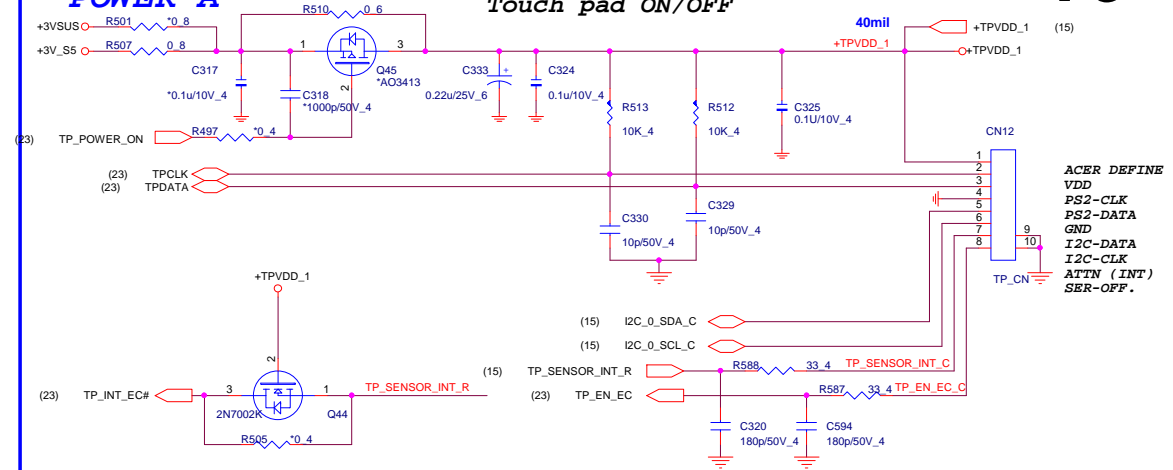 POWER A
Touch pad ON/OFF
+3VSUS
R501
*0_8
R510
0_6
40mil
+TPVDD_1
(15)
+3V_S5
R507
0_8
1
3
+TPVDD_1
+TPVDD_1
C317
*0.1u/10V_4
C318
*1000p/50V_4
2
Q45
*AO3413
C333
+
0.22u/25V_6
C324
0.1u/10V_4
R513
10K_4
R512
10K_4
C325
0.1U/10V_4
(23)
TP_POWER_ON
R497
*0_4
CN12
(23)
TPCLK
(23)
TPDATA
1
2
3
4
5
6
7
8
9
10
TP_CN
ACER DEFINE
VDD
PS2-CLK
PS2-DATA
GND
I2C-DATA
I2C-CLK
ATTN (INT)
SER-OFF.
C330
10p/50V_4
C329
10p/50V_4
+TPVDD_1
(15)
I2C_0_SDA_C
(15)
I2C_0_SCL_C
(15)
TP_SENSOR_INT_R
R588
33_4
TP_SENSOR_INT_C
(23)
TP_EN_EC
R587
33_4
TP_EN_EC_C
2
(23)
TP_INT_EC#
3
1
TP_SENSOR_INT_R
2N7002K
Q44
R505
*0_4
C320
180p/50V_4
C594
180p/50V_4